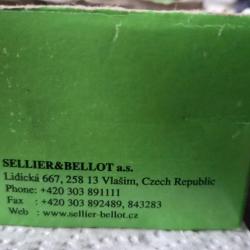 SELLIER&BELLOT a.s.
Lidická 667, 258 13 Vlašim, Czech Republic
Phone: +420 303 891111
Fax : +420 303 892489, 843283
Web : www.sellier-bellot.cz